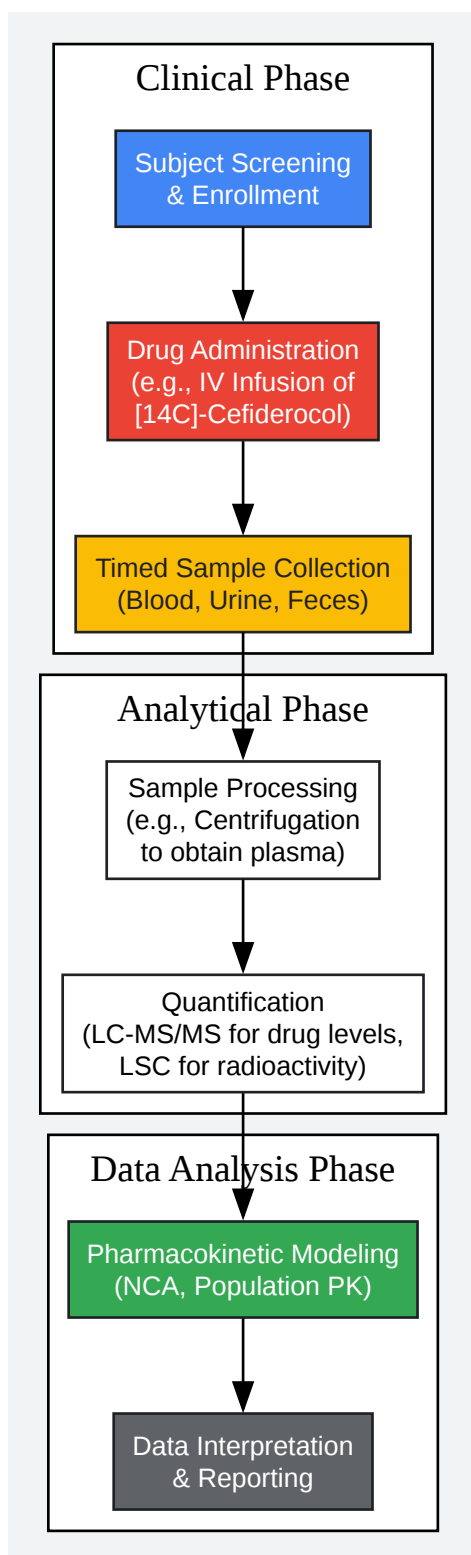 Clinical Phase
Subject Screening
& Enrollment
Drug Administration
(e.g., IV Infusion of
[14C]-Cefiderocol)
Timed Sample Collection
(Blood, Urine, Feces)
Analytical Phase
Sample Processing
(e.g., Centrifugation
to obtain plasma)
Quantification
(LC-MS/MS for drug levels,
LSC for radioactivity)
Data Analysis Phase
Pharmacokinetic Modeling
(NCA, Population PK)
Data Interpretation
& Reporting